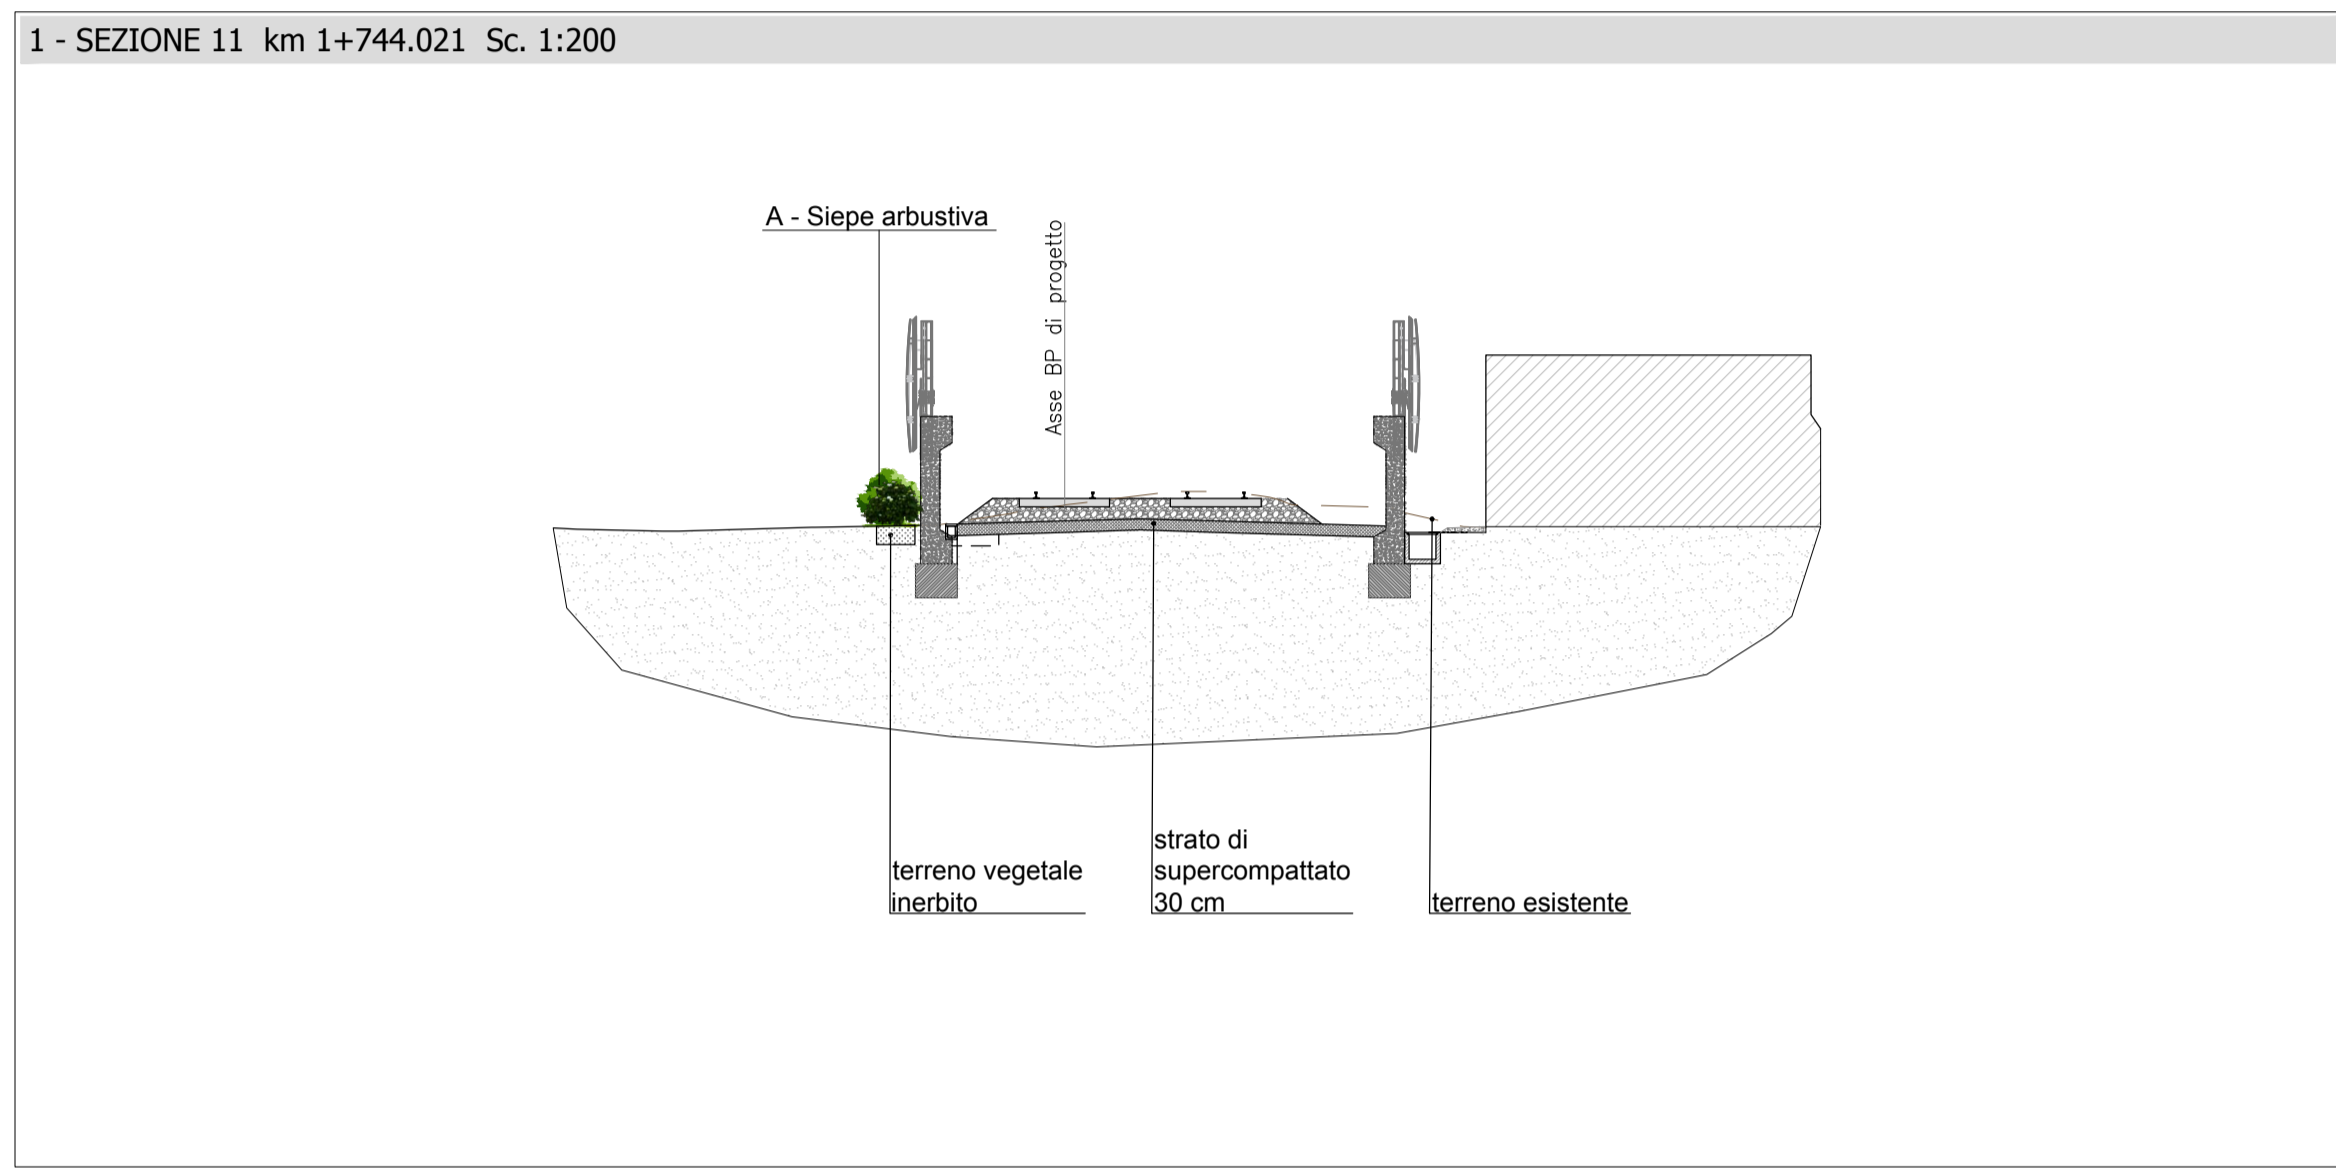 1 - SEZIONE 11 km 1+744.021 Sc. 1:200
A - Siepe arbustiva
Asse BP di progetto
terreno vegetale
inerbito
strato di
supercompattato
30 cm
terreno esistente